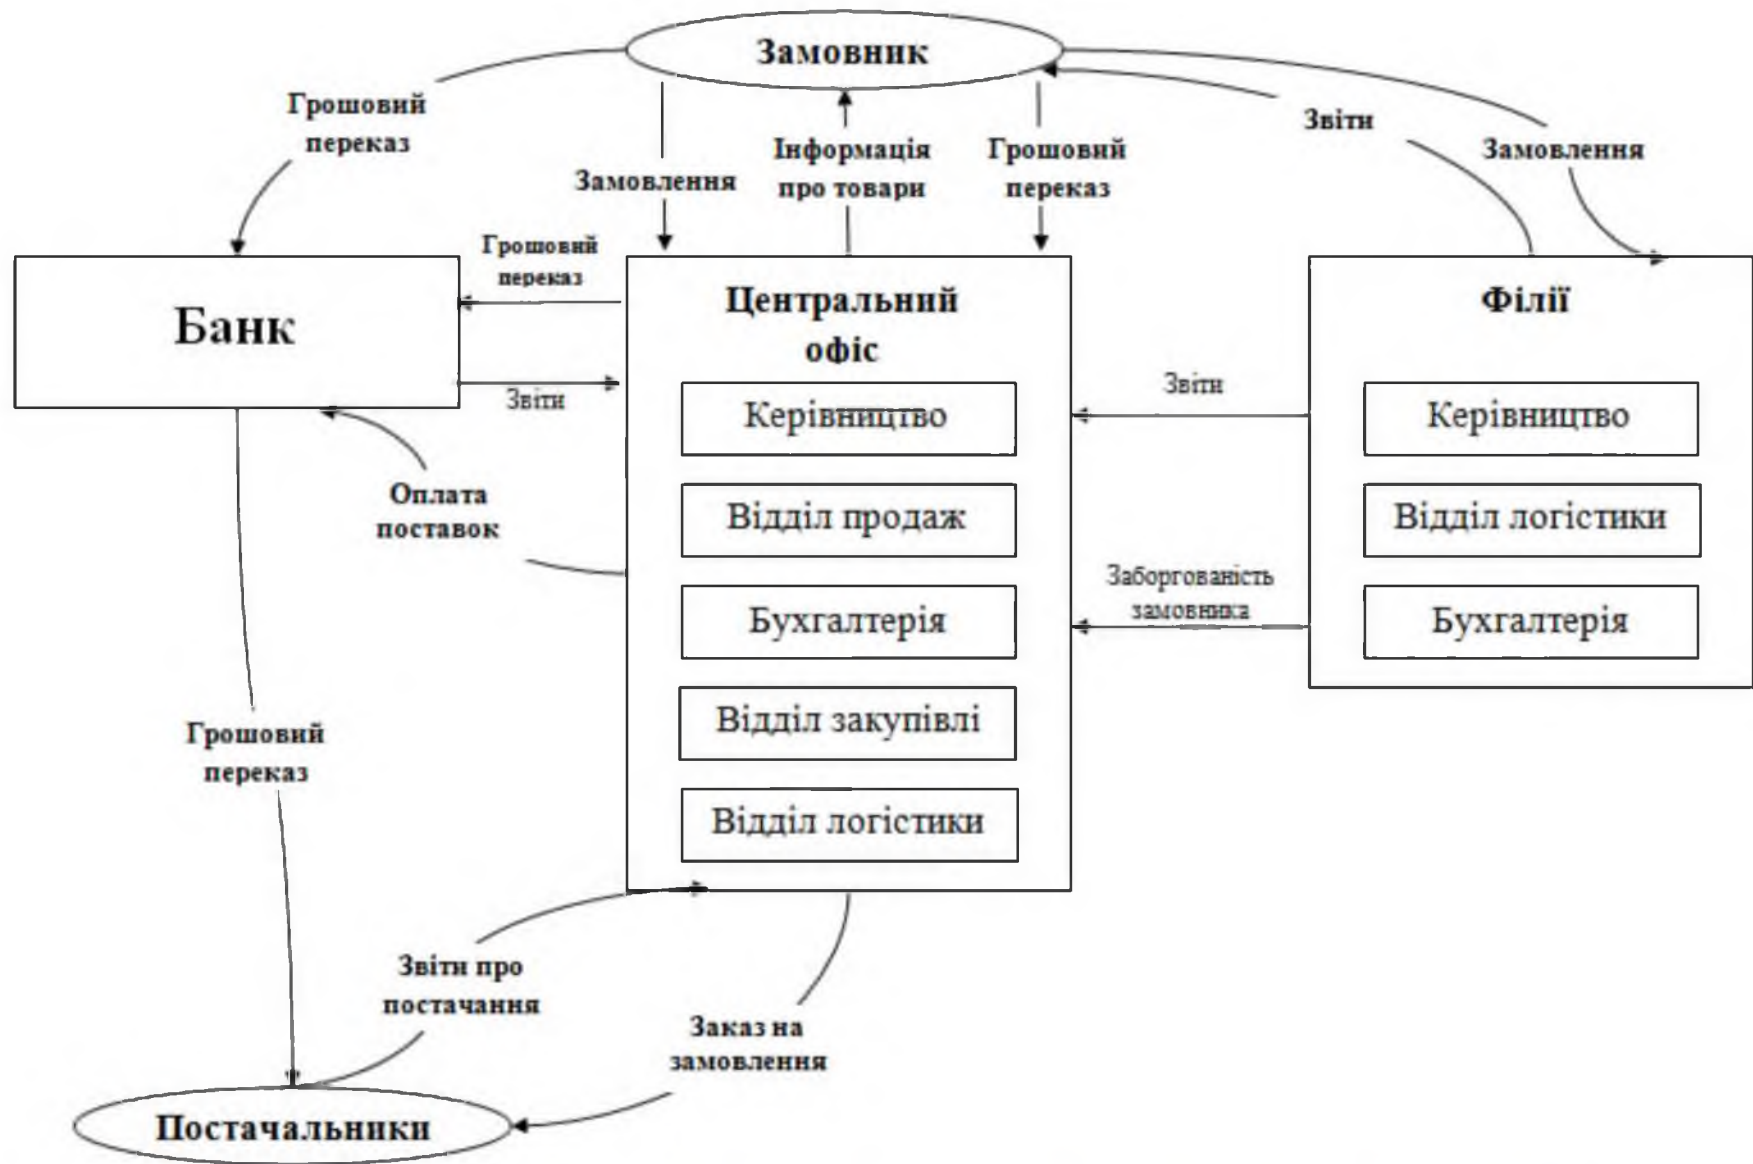 Замовник
Грошовий
переказ
Замовлення
Інформація
про товари
Грошовий
переказ
Звіти
Замовлення
Банк
Грошовий
переказ
Звіти
Центральний
офіс
Керівництво
Відділ продаж
Бухгалтерія
Відділ закупівлі
Відділ логістики
Звіти
Заборгованість
замовника
Філії
Керівництво
Відділ логістики
Бухгалтерія
Оплата
поставок
Грошовий
переказ
Звіти про
постачання
Заказ на
замовлення
Постачальники